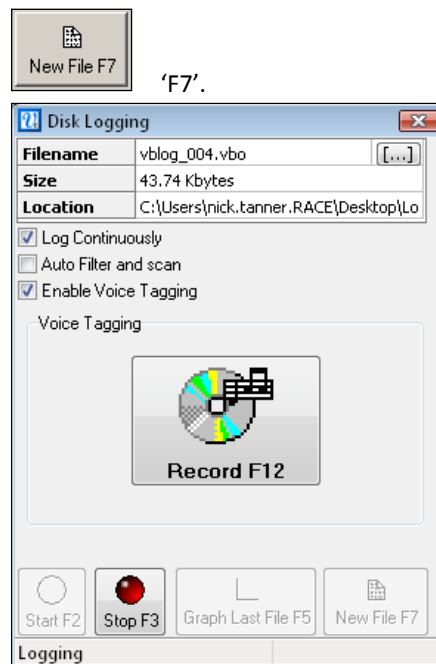 New File F7
'F7'.
Disk Logging
Filename vblog_004.vbo [...]
Size 43.74 Kbytes
Location C:\Users\nick.tanner.RACE\Desktop\Lo
Log Continuously
Auto Filter and scan
Enable Voice Tagging
Voice Tagging
Record F12
Start F2 Stop F3 Graph Last File F5 New File F7
Logging